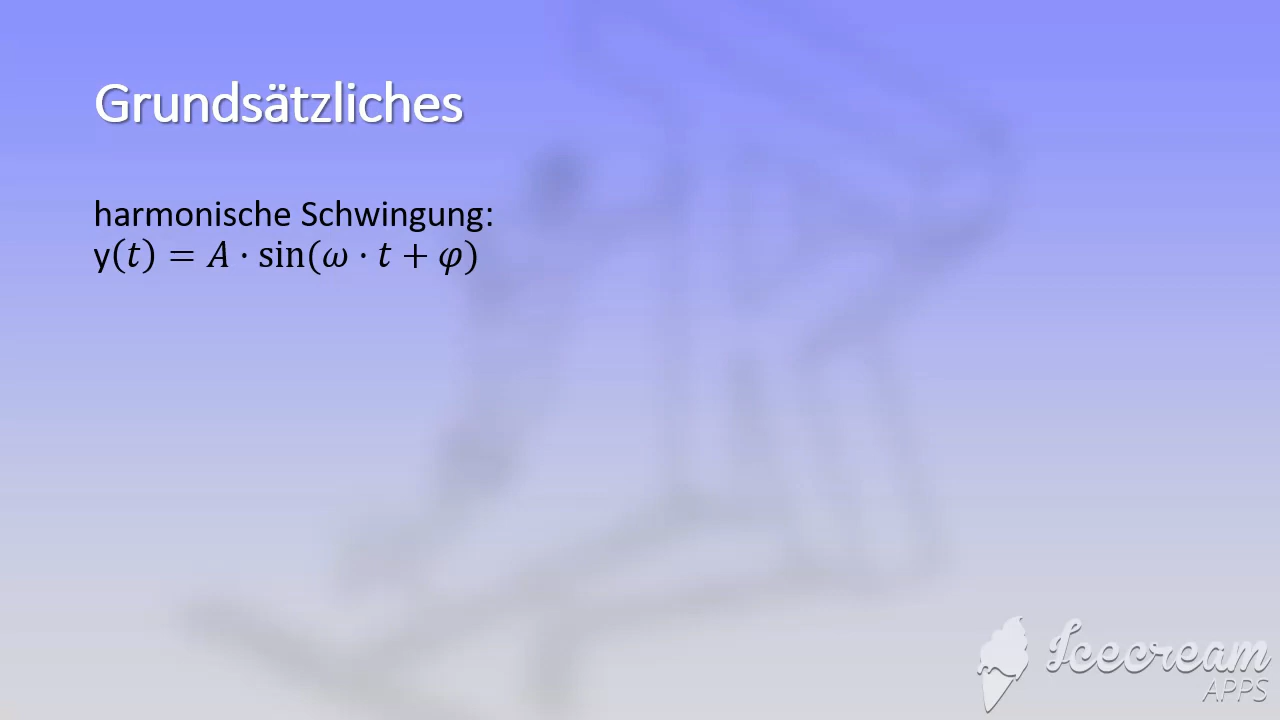 Grundsätzliches
harmonische Schwingung:
y(t) = A · sin(ω · t + φ)
Icecream
APPS